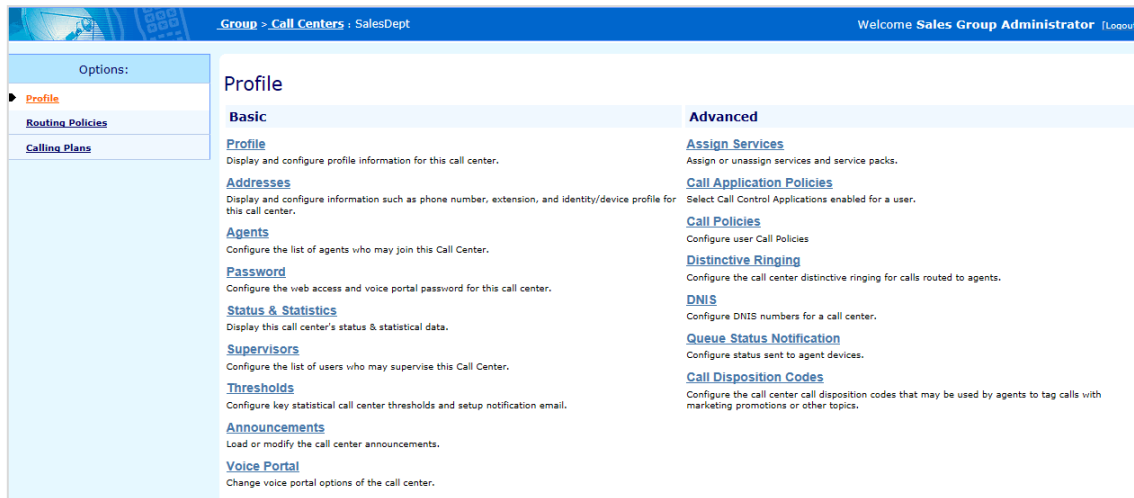 Group > Call Centers : SalesDept
Welcome Sales Group Administrator [Logout
Options:
Profile
Routing Policies
Calling Plans
Profile
Basic
Profile
Display and configure profile information for this call center.
Addresses
Display and configure information such as phone number, extension, and identity/device profile for
this call center.
Agents
Configure the list of agents who may join this Call Center.
Password
Configure the web access and voice portal password for this call center.
Status & Statistics
Display this call center's status & statistical data.
Supervisors
Configure the list of users who may supervise this Call Center.
Thresholds
Configure key statistical call center thresholds and setup notification email.
Announcements
Load or modify the call center announcements.
Voice Portal
Change voice portal options of the call center.
Advanced
Assign Services
Assign or unassign services and service packs.
Call Application Policies
Select Call Control Applications enabled for a user.
Call Policies
Configure user Call Policies
Distinctive Ringing
Configure the call center distinctive ringing for calls routed to agents.
DNIS
Configure DNIS numbers for a call center.
Queue Status Notification
Configure status sent to agent devices.
Call Disposition Codes
Configure the call center call disposition codes that may be used by agents to tag calls with
marketing promotions or other topics.